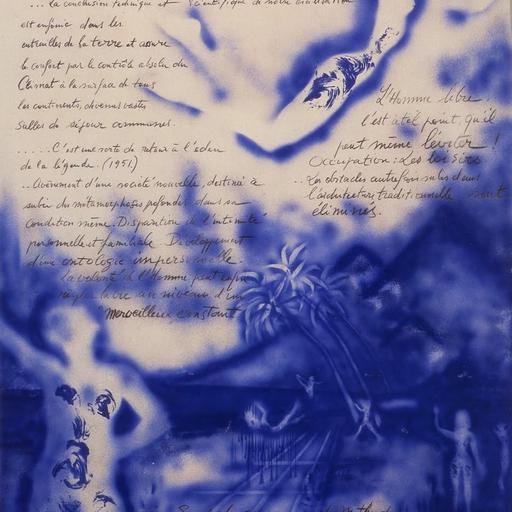 ... la conclusion technique et scientifique de notre civilisation
est enfouie dans les
entrailles de la terre et assure
le confort par le contrôle absolu du
Climat à la surface de tous
les continents, devenus vastes
salles de séjour communes.
..... C'est une sorte de retour à l'eden
de la légende. (1951)
.. Avènement d'une société nouvelle, destinée à
subir des métamorphoses profondes dans sa
condition même. Disparition de l'intimité
personnelle et familiale. Developpement
d'une ontologie impersonnelle.
la volonté de l'Homme peut enfin
régler la vie au niveau d'un
merveilleux constant
L'Homme libre
l'est à tel point, qu'il
peut même léviter !
Occupation : Les loisirs
.. Les obstacles autrefois subis dans
l'architecture traditionnelle sont
éliminés.